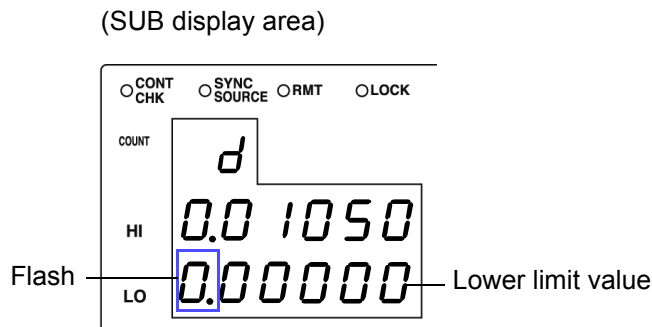 (SUB display area)
CONT CHK SYNC SOURCE RMT LOCK
COUNT d
HI 0.01050
Flash LO 0.00000 Lower limit value